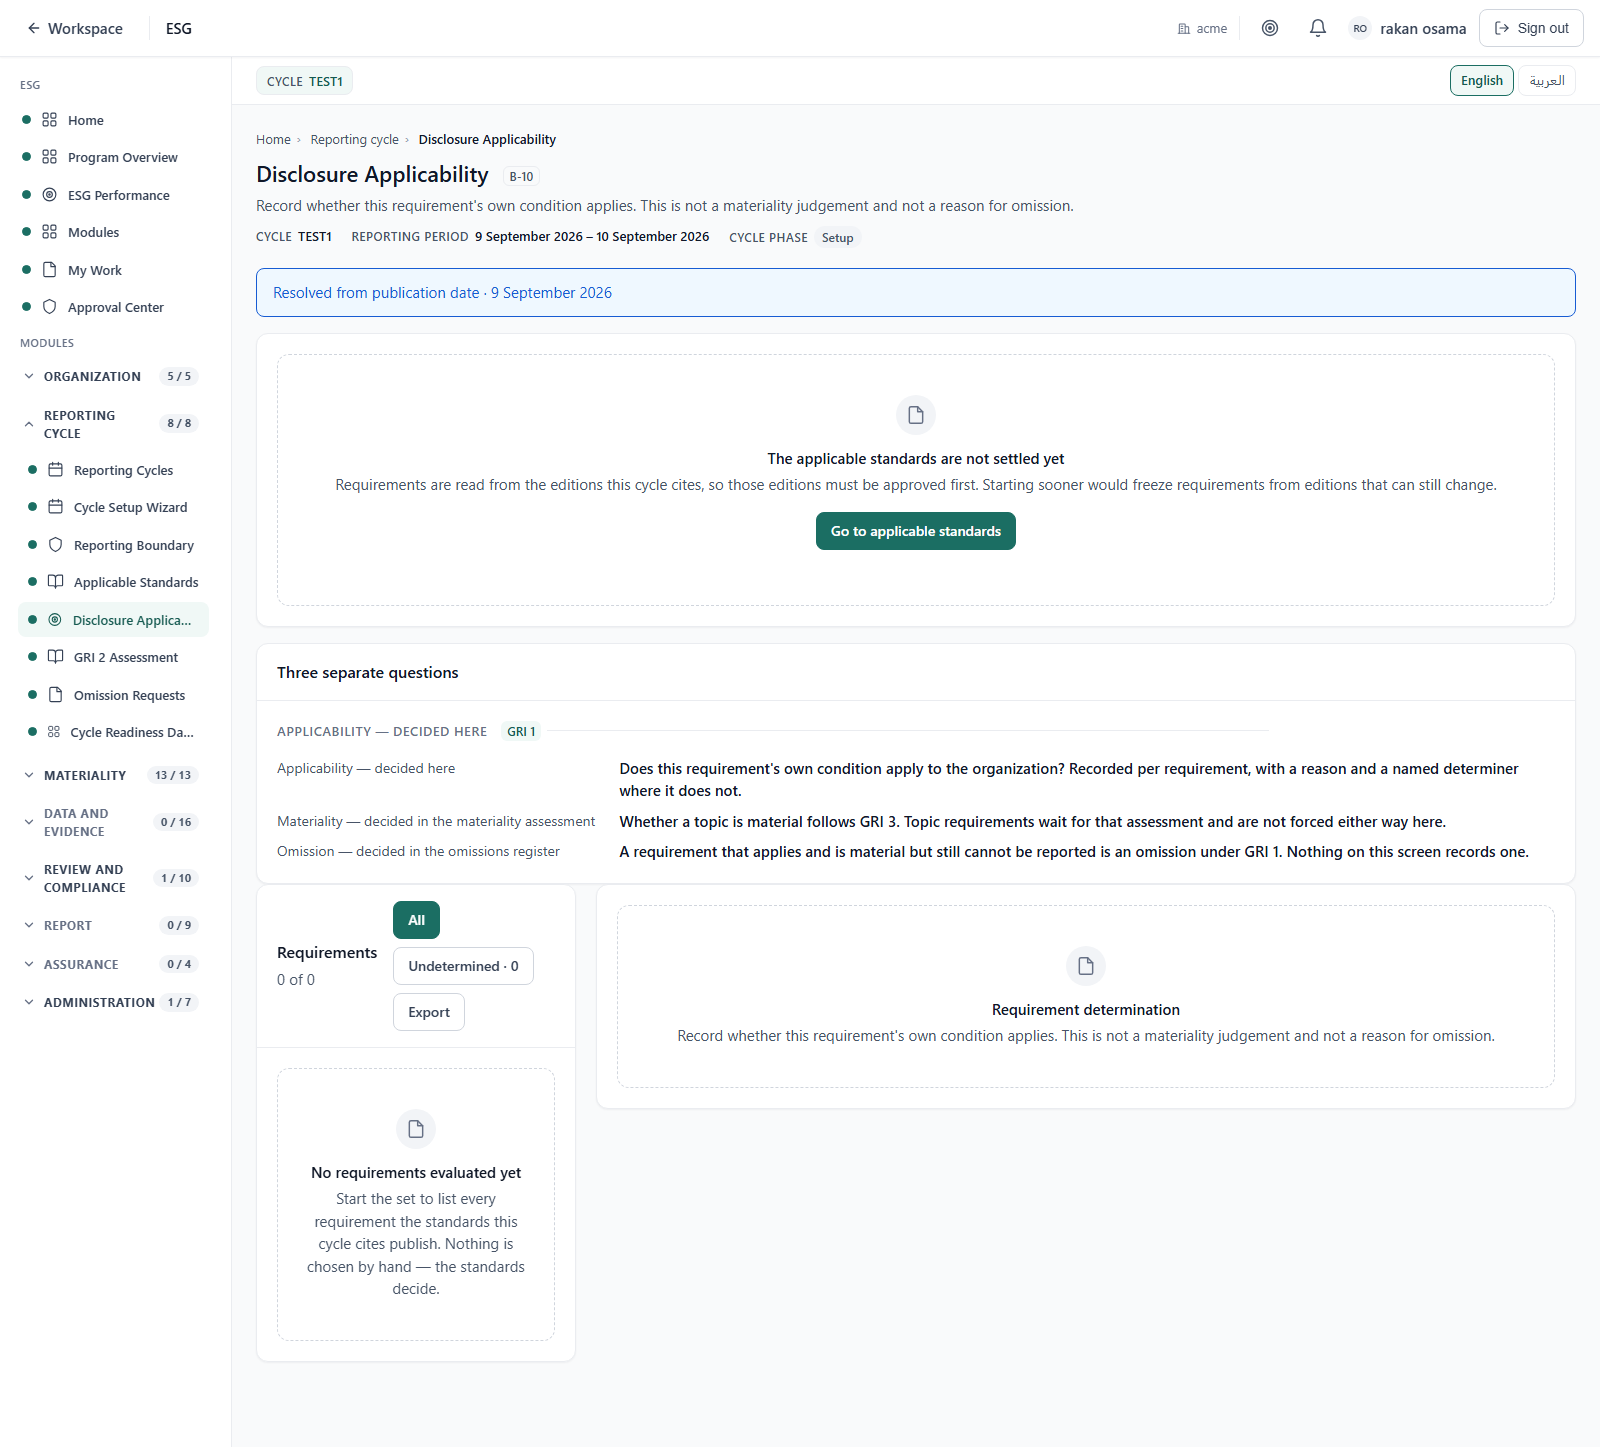 Workspace
ESG
acme
RO
rakan osama
Sign out
ESG
Home
Program Overview
ESG Performance
Modules
My Work
Approval Center
MODULES
ORGANIZATION 5 / 5
REPORTING CYCLE 8 / 8
Reporting Cycles
Cycle Setup Wizard
Reporting Boundary
Applicable Standards
Disclosure Applica...
GRI 2 Assessment
Omission Requests
Cycle Readiness Da...
MATERIALITY 13 / 13
DATA AND EVIDENCE 0 / 16
REVIEW AND COMPLIANCE 1 / 10
REPORT 0 / 9
ASSURANCE 0 / 4
ADMINISTRATION 1 / 7
CYCLE TEST1
English
العربية
Home › Reporting cycle › Disclosure Applicability
Disclosure Applicability B-10
Record whether this requirement's own condition applies. This is not a materiality judgement and not a reason for omission.
CYCLE TEST1 REPORTING PERIOD 9 September 2026 – 10 September 2026 CYCLE PHASE Setup
Resolved from publication date · 9 September 2026
The applicable standards are not settled yet
Requirements are read from the editions this cycle cites, so those editions must be approved first. Starting sooner would freeze requirements from editions that can still change.
Go to applicable standards
Three separate questions
APPLICABILITY — DECIDED HERE GRI 1
Applicability — decided here
Does this requirement's own condition apply to the organization? Recorded per requirement, with a reason and a named determiner
where it does not.
Materiality — decided in the materiality assessment
Whether a topic is material follows GRI 3. Topic requirements wait for that assessment and are not forced either way here.
Omission — decided in the omissions register
A requirement that applies and is material but still cannot be reported is an omission under GRI 1. Nothing on this screen records one.
Requirements
0 of 0
All
Undetermined · 0
Export
No requirements evaluated yet
Start the set to list every
requirement the standards this
cycle cites publish. Nothing is
chosen by hand — the standards
decide.
Requirement determination
Record whether this requirement's own condition applies. This is not a materiality judgement and not a reason for omission.